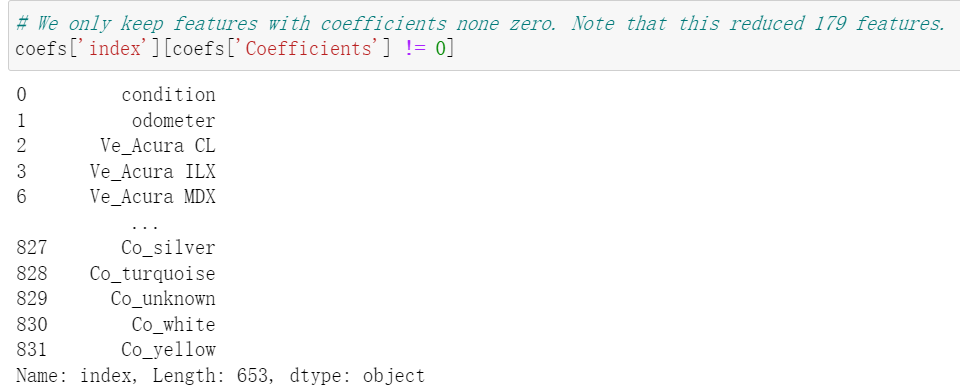 # We only keep features with coefficients none zero. Note that this reduced 179 features.
coefs['index'][coefs['Coefficients'] != 0]
0 condition
1 odometer
2 Ve_Acura CL
3 Ve_Acura ILX
6 Ve_Acura MDX
...
827 Co_silver
828 Co_turquoise
829 Co_unknown
830 Co_white
831 Co_yellow
Name: index, Length: 653, dtype: object